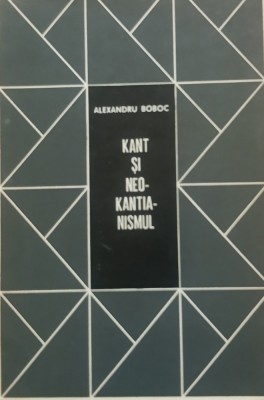 ALEXANDRU BOBOC
KANT
ȘI
NEO-
KANTIA-
NISMUL